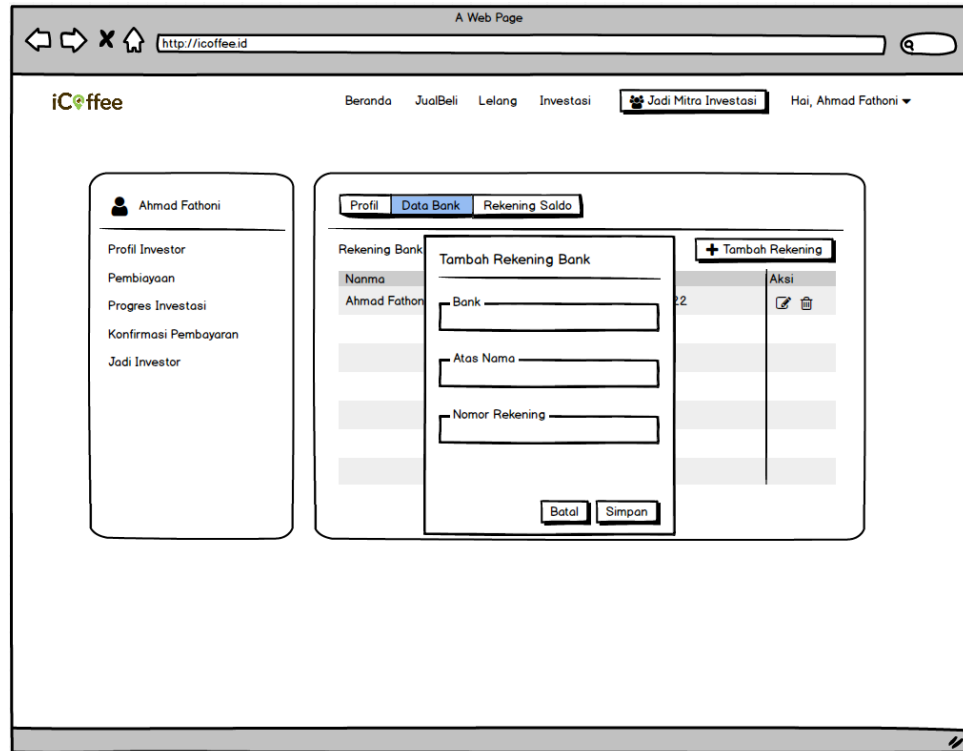 A Web Page
http://icoffee.id
iCoffee
Beranda JualBeli Lelang Investasi Jadi Mitra Investasi Hai, Ahmad Fathoni
Ahmad Fathoni
Profil Investor
Pembiayaan
Progres Investasi
Konfirmasi Pembayaran
Jadi Investor
Profil Data Bank Rekening Saldo
Rekening Bank
Tambah Rekening
Nanma Aksi
Ahmad Fathon 22
Tambah Rekening Bank
Bank
Atas Nama
Nomor Rekening
Batal Simpan